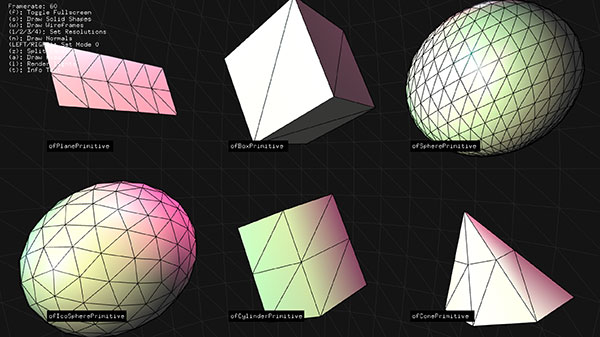 Framerate: 60
(f): Toggle Fullscreen
(s): Draw Solid Shapes
(w): Draw Wireframes
(1/2/3/4): Set Resolutions
(n): Draw Normals
(LEFT/RIGHT): Set Mode 0
(z): Split
(a): Draw
(l): Render
(t): Info
ofPlanePrimitive
ofBoxPrimitive
ofSpherePrimitive
ofIcoSpherePrimitive
ofCylinderPrimitive
ofConePrimitive